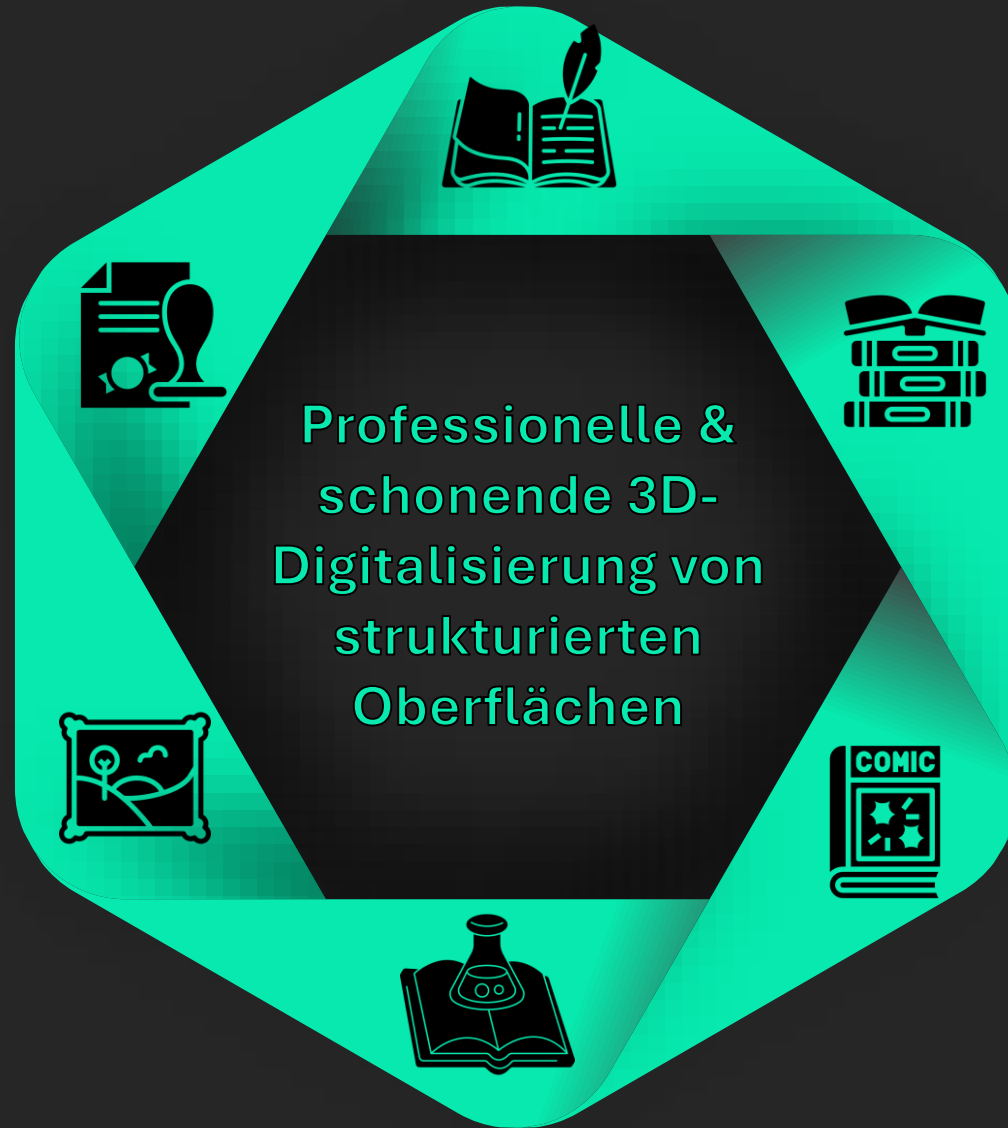 Professionelle &
schonende 3D-
Digitalisierung von
strukturierten
Oberflächen
COMIC